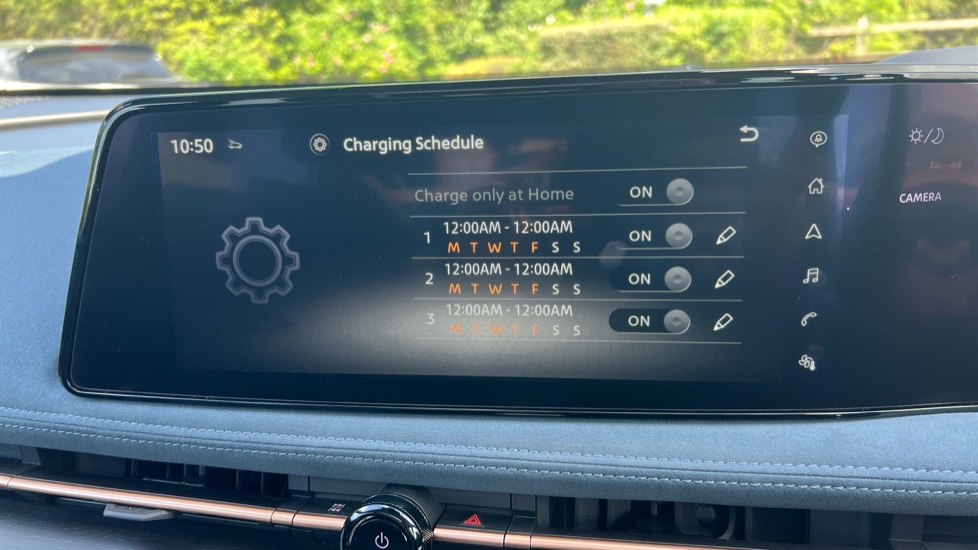 10:50
Charging Schedule
Charge only at Home ON
1 12:00AM - 12:00AM ON
M T W T F S S
2 12:00AM - 12:00AM ON
M T W T F S S
3 12:00AM - 12:00AM ON
M T W T F S S
CAMERA